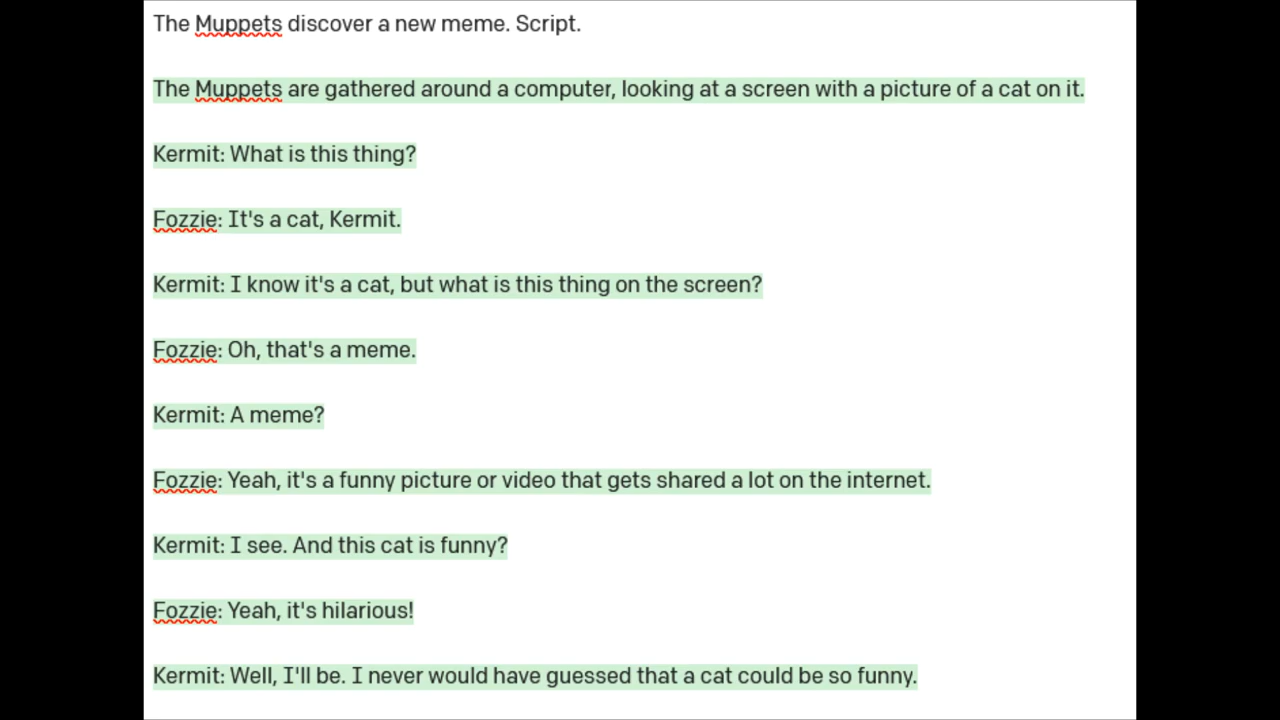 The Muppets discover a new meme. Script.
The Muppets are gathered around a computer, looking at a screen with a picture of a cat on it.
Kermit: What is this thing?
Fozzie: It's a cat, Kermit.
Kermit: I know it's a cat, but what is this thing on the screen?
Fozzie: Oh, that's a meme.
Kermit: A meme?
Fozzie: Yeah, it's a funny picture or video that gets shared a lot on the internet.
Kermit: I see. And this cat is funny?
Fozzie: Yeah, it's hilarious!
Kermit: Well, I'll be. I never would have guessed that a cat could be so funny.